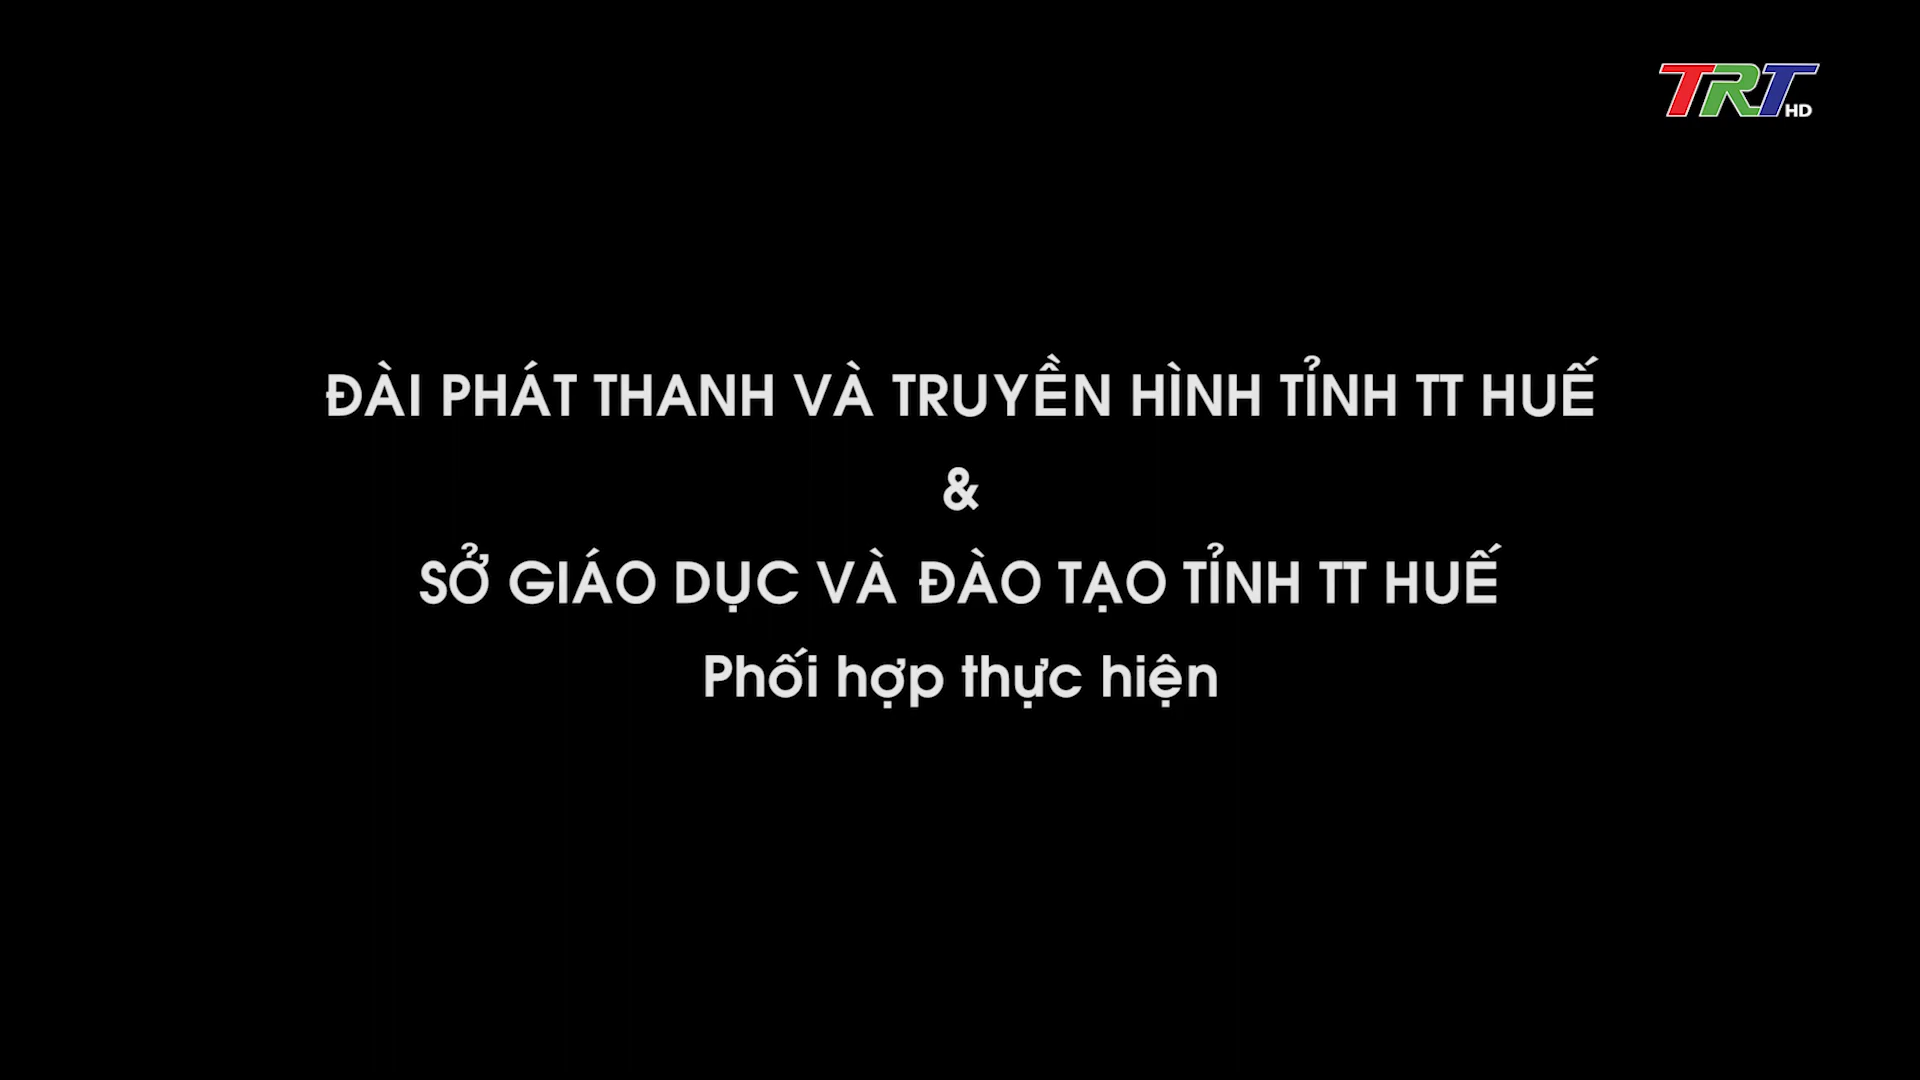 TRT HD
ĐÀI PHÁT THANH VÀ TRUYỀN HÌNH TỈNH TT HUẾ
&
SỞ GIÁO DỤC VÀ ĐÀO TẠO TỈNH TT HUẾ
Phối hợp thực hiện